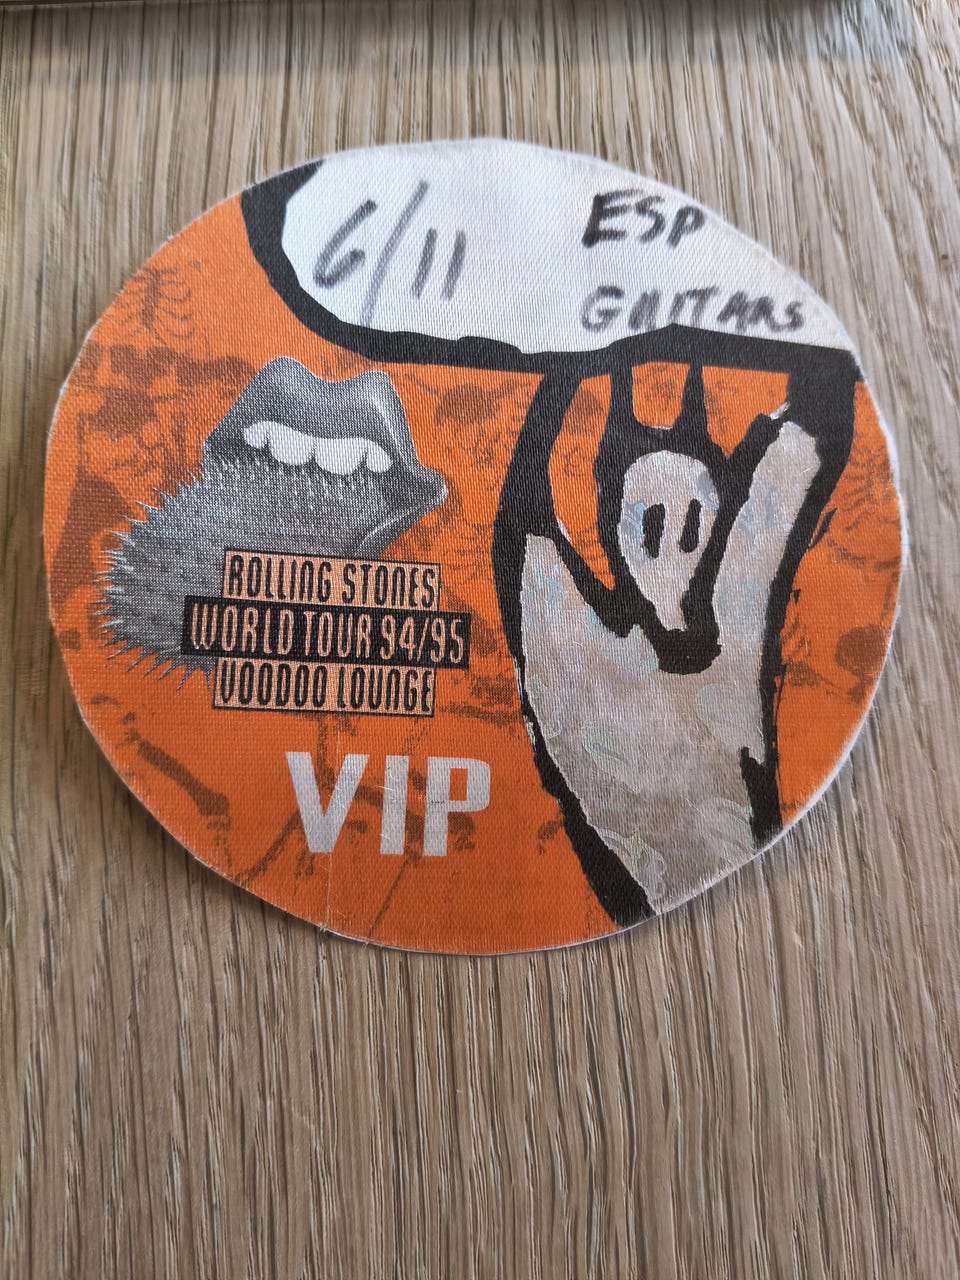 6/11
ESP
GUITARS
ROLLING STONES
WORLD TOUR 94/95
VOODOO LOUNGE
VIP